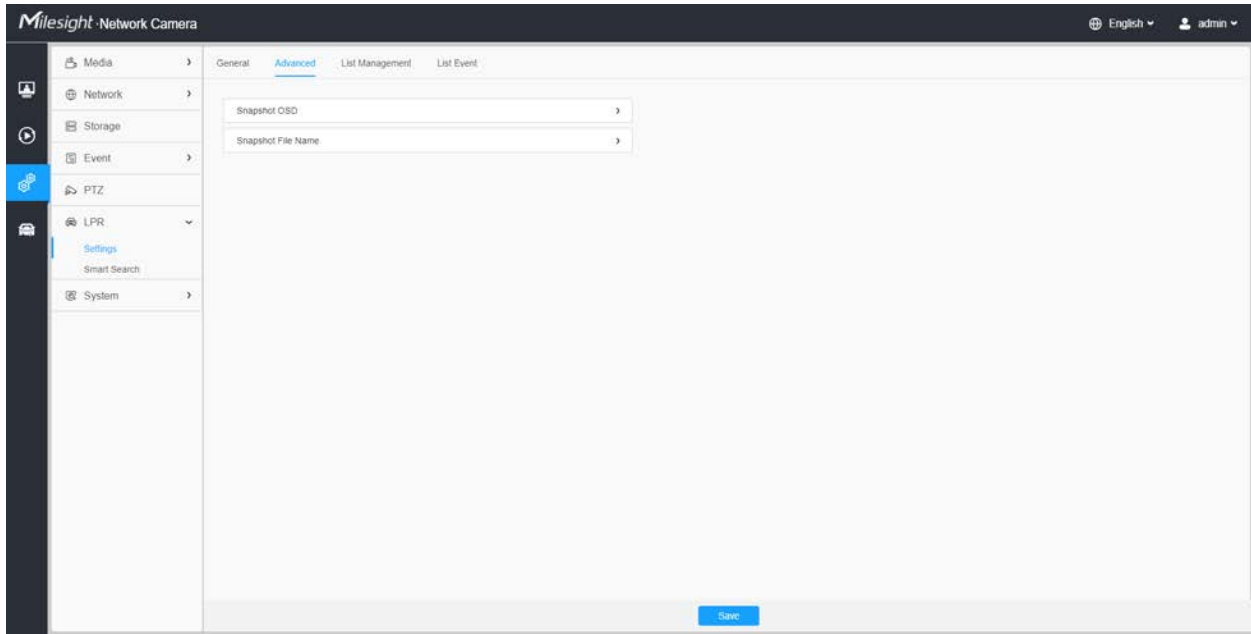 Milesight·Network Camera
English
admin
Media
Network
Storage
Event
PTZ
LPR
Settings
Smart Search
System
General Advanced List Management List Event
Snapshot OSD
Snapshot File Name
Save